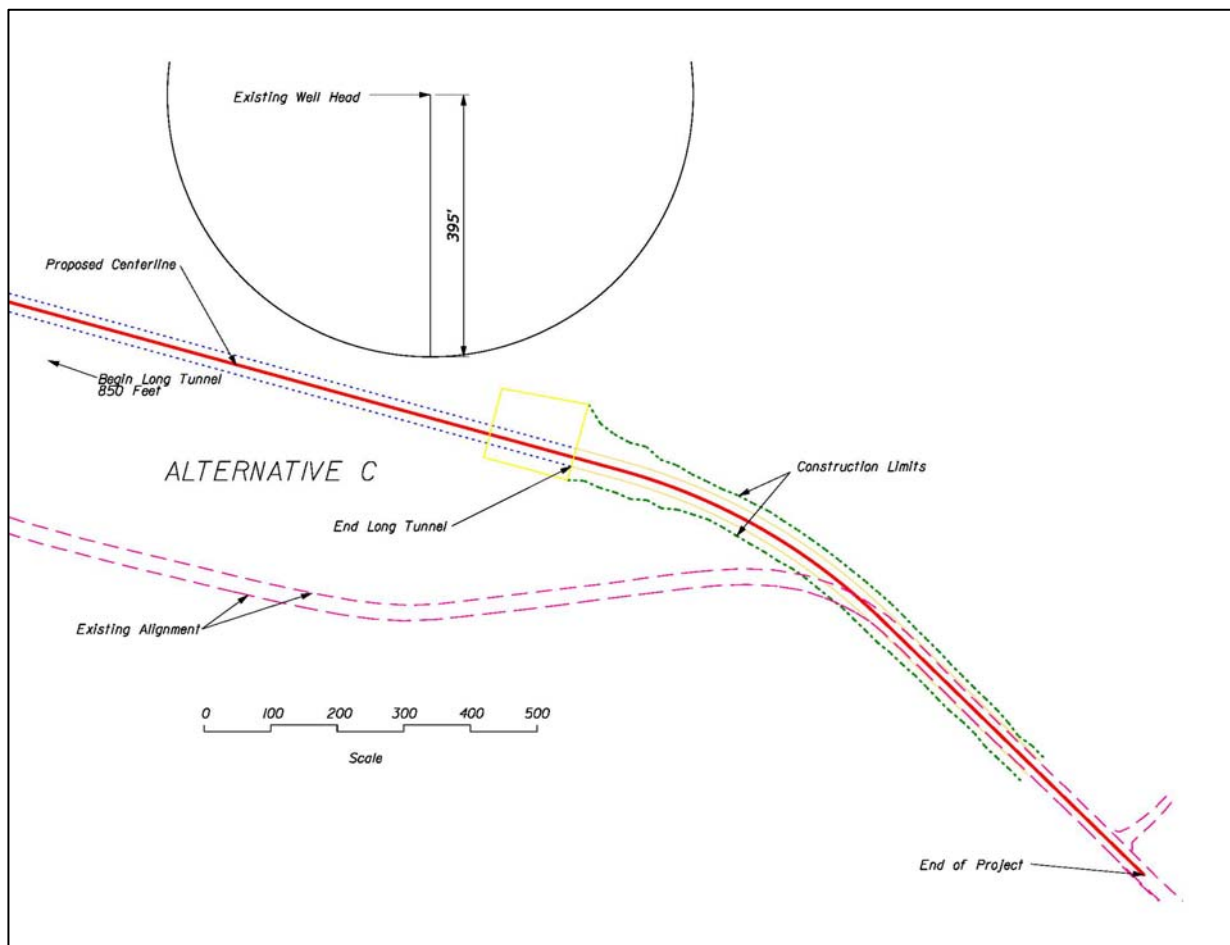 Existing Well Head
395'
Proposed Centerline
Begin Long Tunnel
850 Feet
ALTERNATIVE C
Construction Limits
End Long Tunnel
Existing Alignment
0 100 200 300 400 500
Scale
End of Project